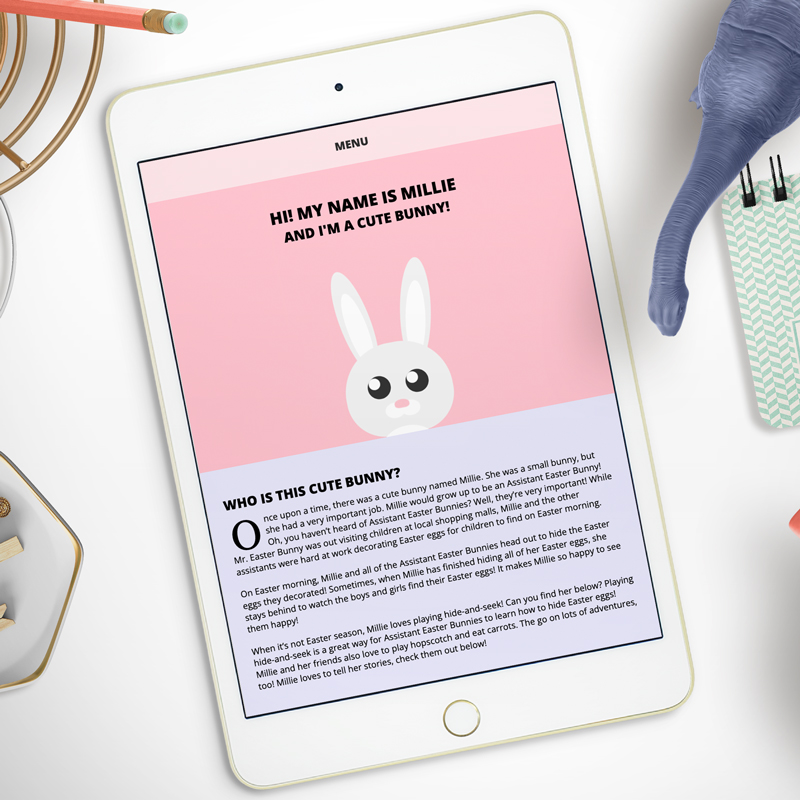 MENU
HI! MY NAME IS MILLIE
AND I'M A CUTE BUNNY!
WHO IS THIS CUTE BUNNY?
Once upon a time, there was a cute bunny named Millie. She was a small bunny, but
she had a very important job. Millie would grow up to be an Assistant Easter Bunny!
Oh, you haven't heard of Assistant Easter Bunnies? Well, they're very important! While
Mr. Easter Bunny was out visiting children at local shopping malls, Millie and the other
assistants were hard at work decorating Easter eggs for children to find on Easter morning.
On Easter morning, Millie and all of the Assistant Easter Bunnies head out to hide the Easter
eggs they decorated! Sometimes, when Millie has finished hiding all of her Easter eggs, she
stays behind to watch the boys and girls find their Easter eggs! It makes Millie so happy to see
them happy!
When it's not Easter season, Millie loves playing hide-and-seek! Can you find her below? Playing
hide-and-seek is a great way for Assistant Easter Bunnies to learn how to hide Easter eggs!
Millie and her friends also love to play hopscotch and eat carrots. The go on lots of adventures,
too! Millie loves to tell her stories, check them out below!